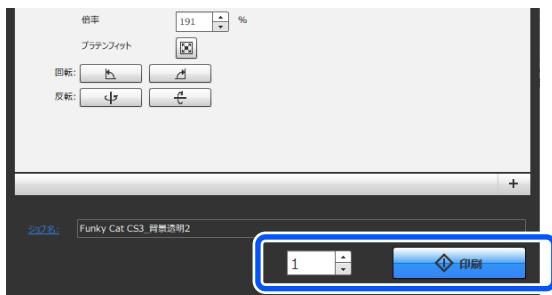 倍率 191 %
プラテンフィット
回転:
反転:
+
ジョブ名: Funky Cat CS3_背景透明2
1 印刷